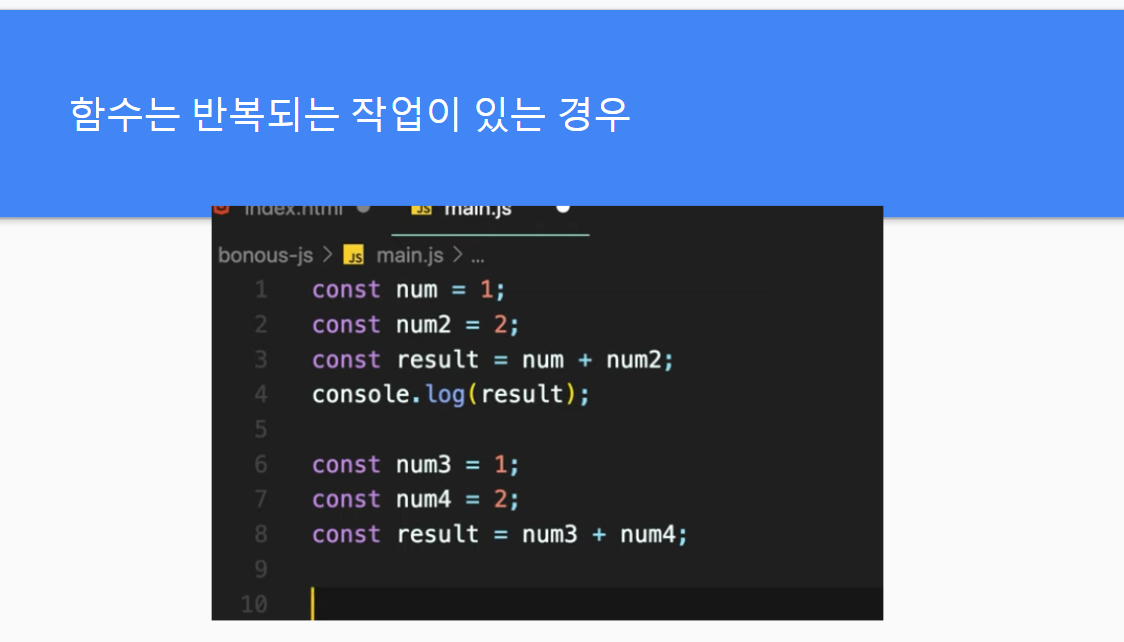 함수는 반복되는 작업이 있는 경우
index.html JS main.js
bonous-js > JS main.js > ...
1 const num = 1;
2 const num2 = 2;
3 const result = num + num2;
4 console.log(result);
5
6 const num3 = 1;
7 const num4 = 2;
8 const result = num3 + num4;
9
10